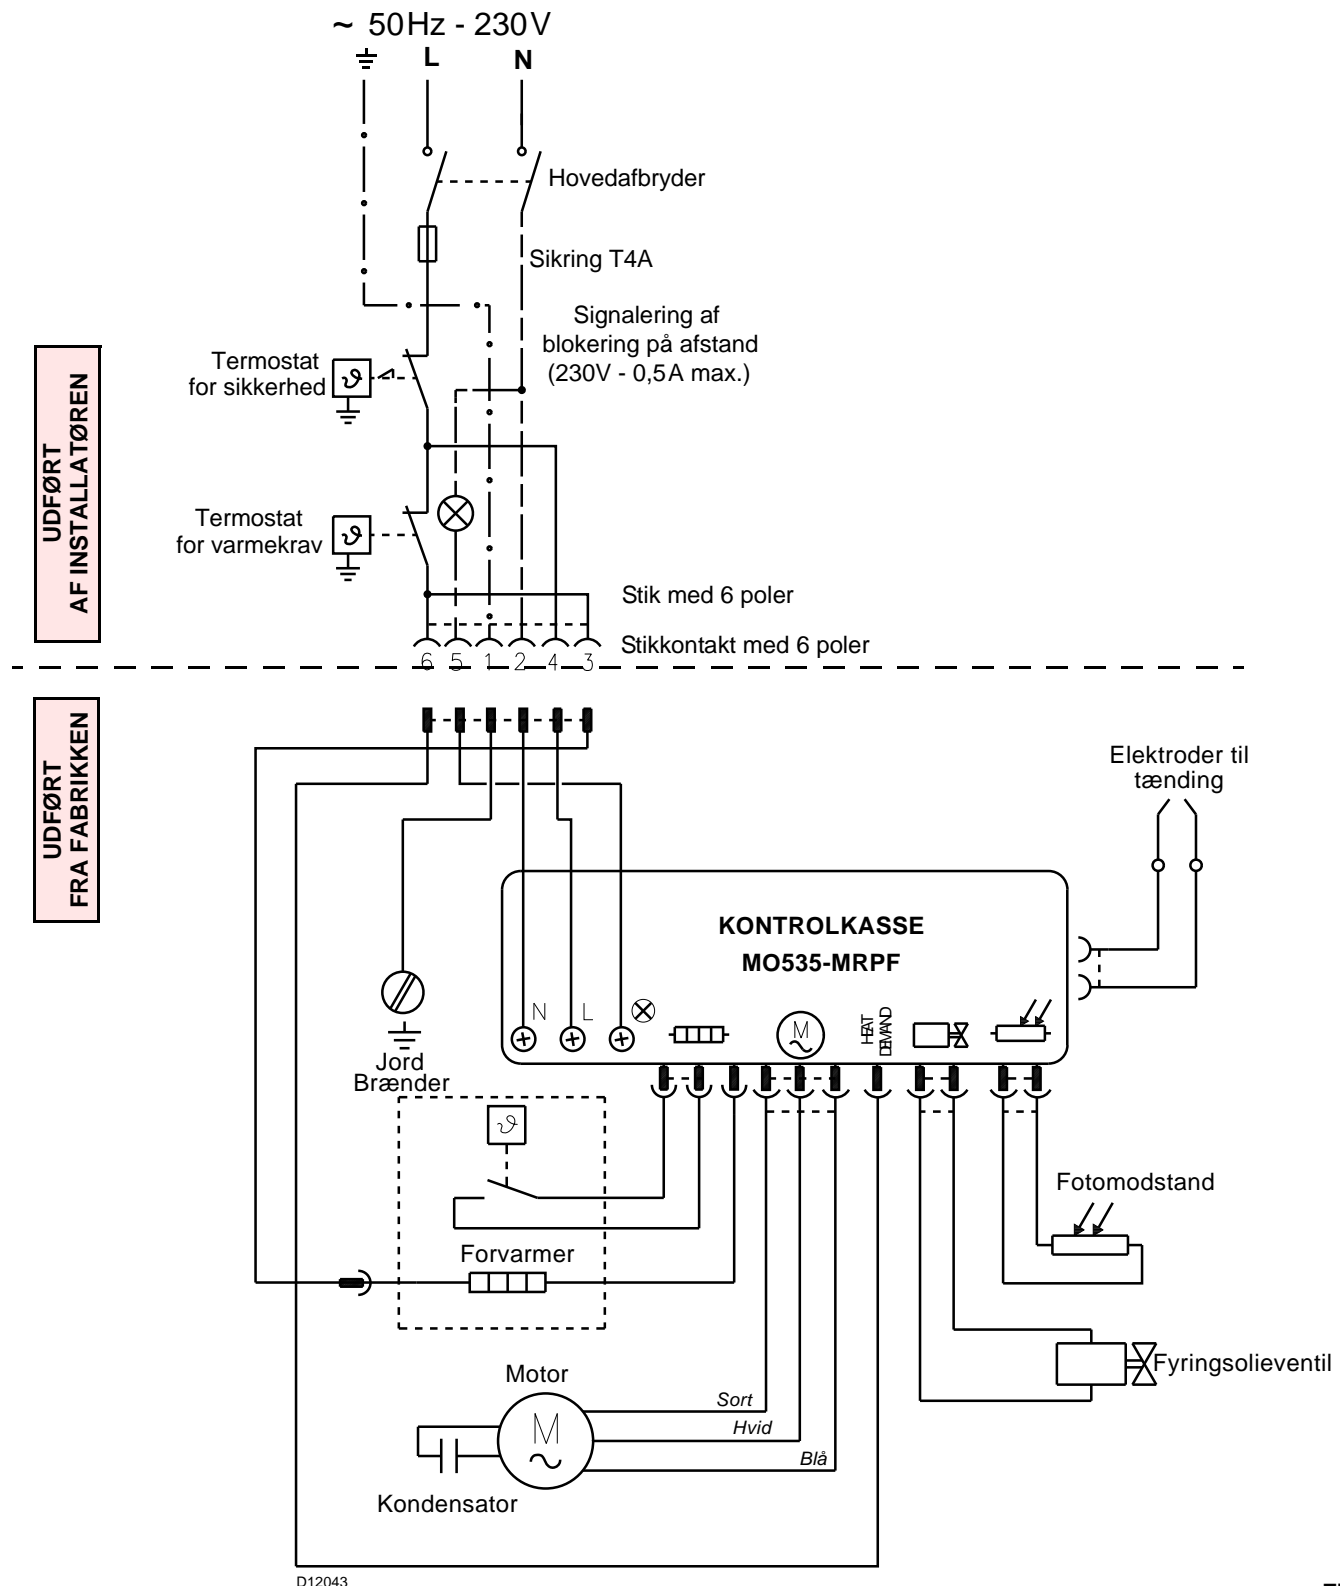 ~ 50Hz - 230V
L
N
Hovedafbryder
Sikring T4A
Signalering af
blokering på afstand
(230V - 0,5A max.)
Termostat
for sikkerhed
UDFØRT
AF INSTALLATØREN
Termostat
for varmekrav
Stik med 6 poler
Stikkontakt med 6 poler
6 5 1 2 4 3
UDFØRT
FRA FABRIKKEN
Elektroder til
tænding
KONTROLKASSE
MO535-MRPF
N
L
M
HEAT
DEMAND
Jord
Brænder
Fotomodstand
Forvarmer
Fyringsolieventil
Motor
M
Sort
Hvid
Blå
Kondensator
D12043